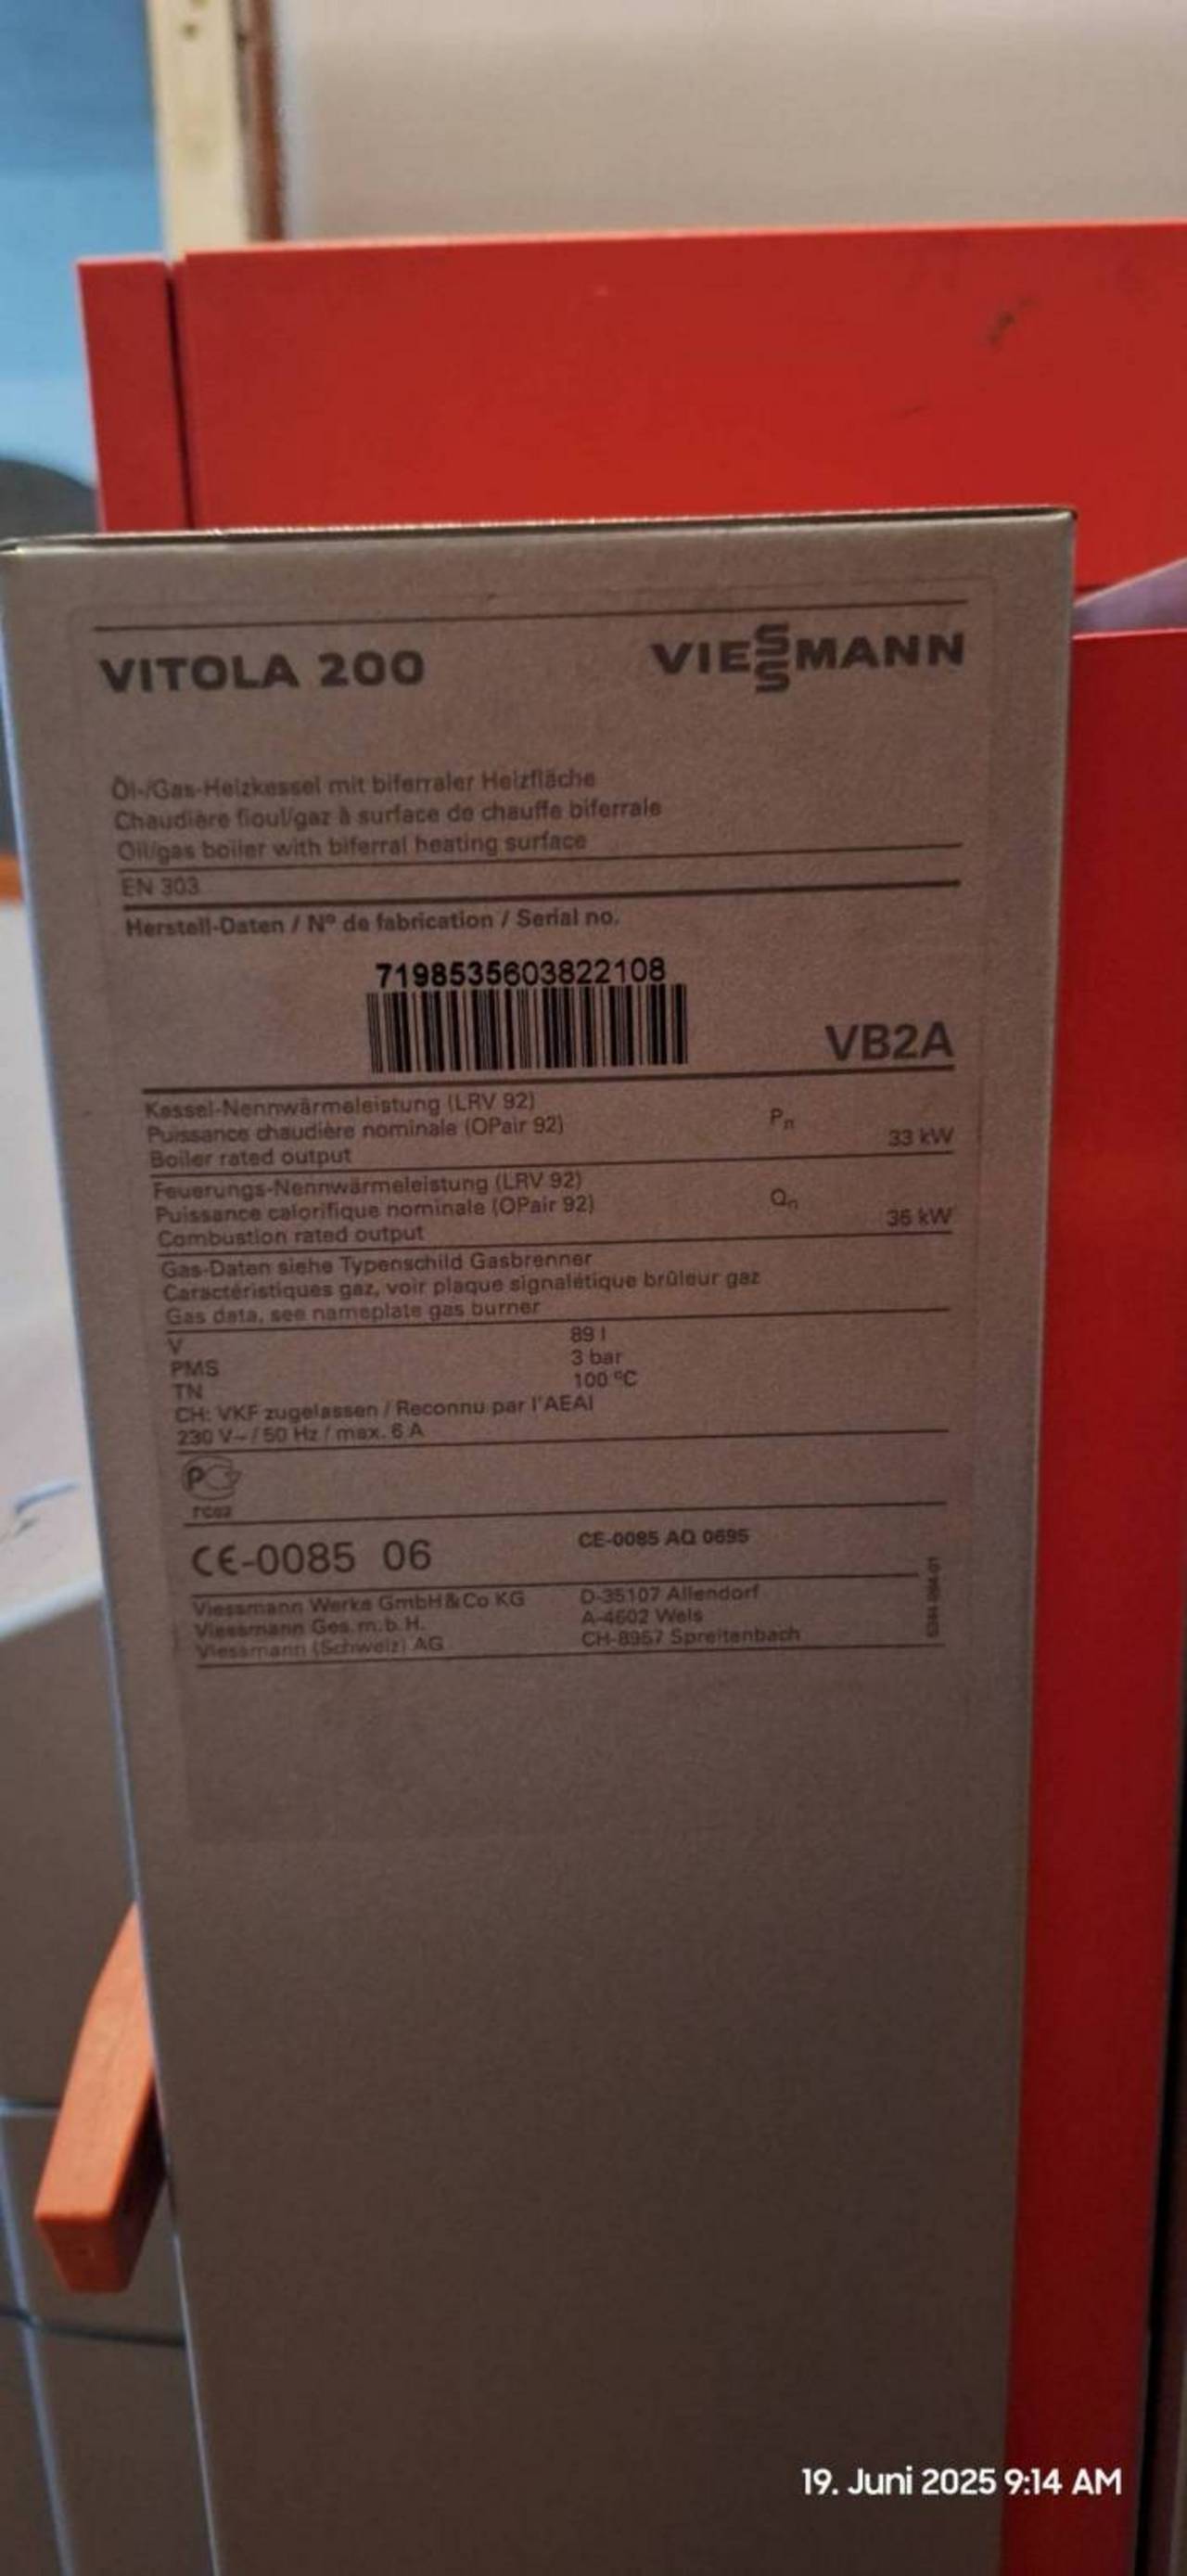 VITOLA 200 VIESSMANN
Öl-/Gas-Heizkessel mit biferraler Heizfläche
Chaudière fioul/gaz à surface de chauffe biferrale
Oil/gas boiler with biferral heating surface
EN 303
Herstell-Daten / Nº de fabrication / Serial no.
7198535603822108
VB2A
Kessel-Nennwärmeleistung (LRV 92)
Puissance chaudière nominale (OPair 92) Pn
Boiler rated output 33 kW
Feuerungs-Nennwärmeleistung (LRV 92)
Puissance calorifique nominale (OPair 92) Qn
Combustion rated output 36 kW
Gas-Daten siehe Typenschild Gasbrenner
Caractéristiques gaz, voir plaque signalétique brûleur gaz
Gas data, see nameplate gas burner
V 89 l
PMS 3 bar
TN 100 ºC
CH: VKF zugelassen / Reconnu par l'AEAI
230 V~ / 50 Hz / max. 6 A
CE-0085 06 CE-0085 AQ 0695
Viessmann Werke GmbH&Co KG D-35107 Allendorf
Viessmann Ges.m.b.H. A-4602 Wels
Viessmann (Schweiz) AG CH-8957 Spreitenbach
19. Juni 2025 9:14 AM